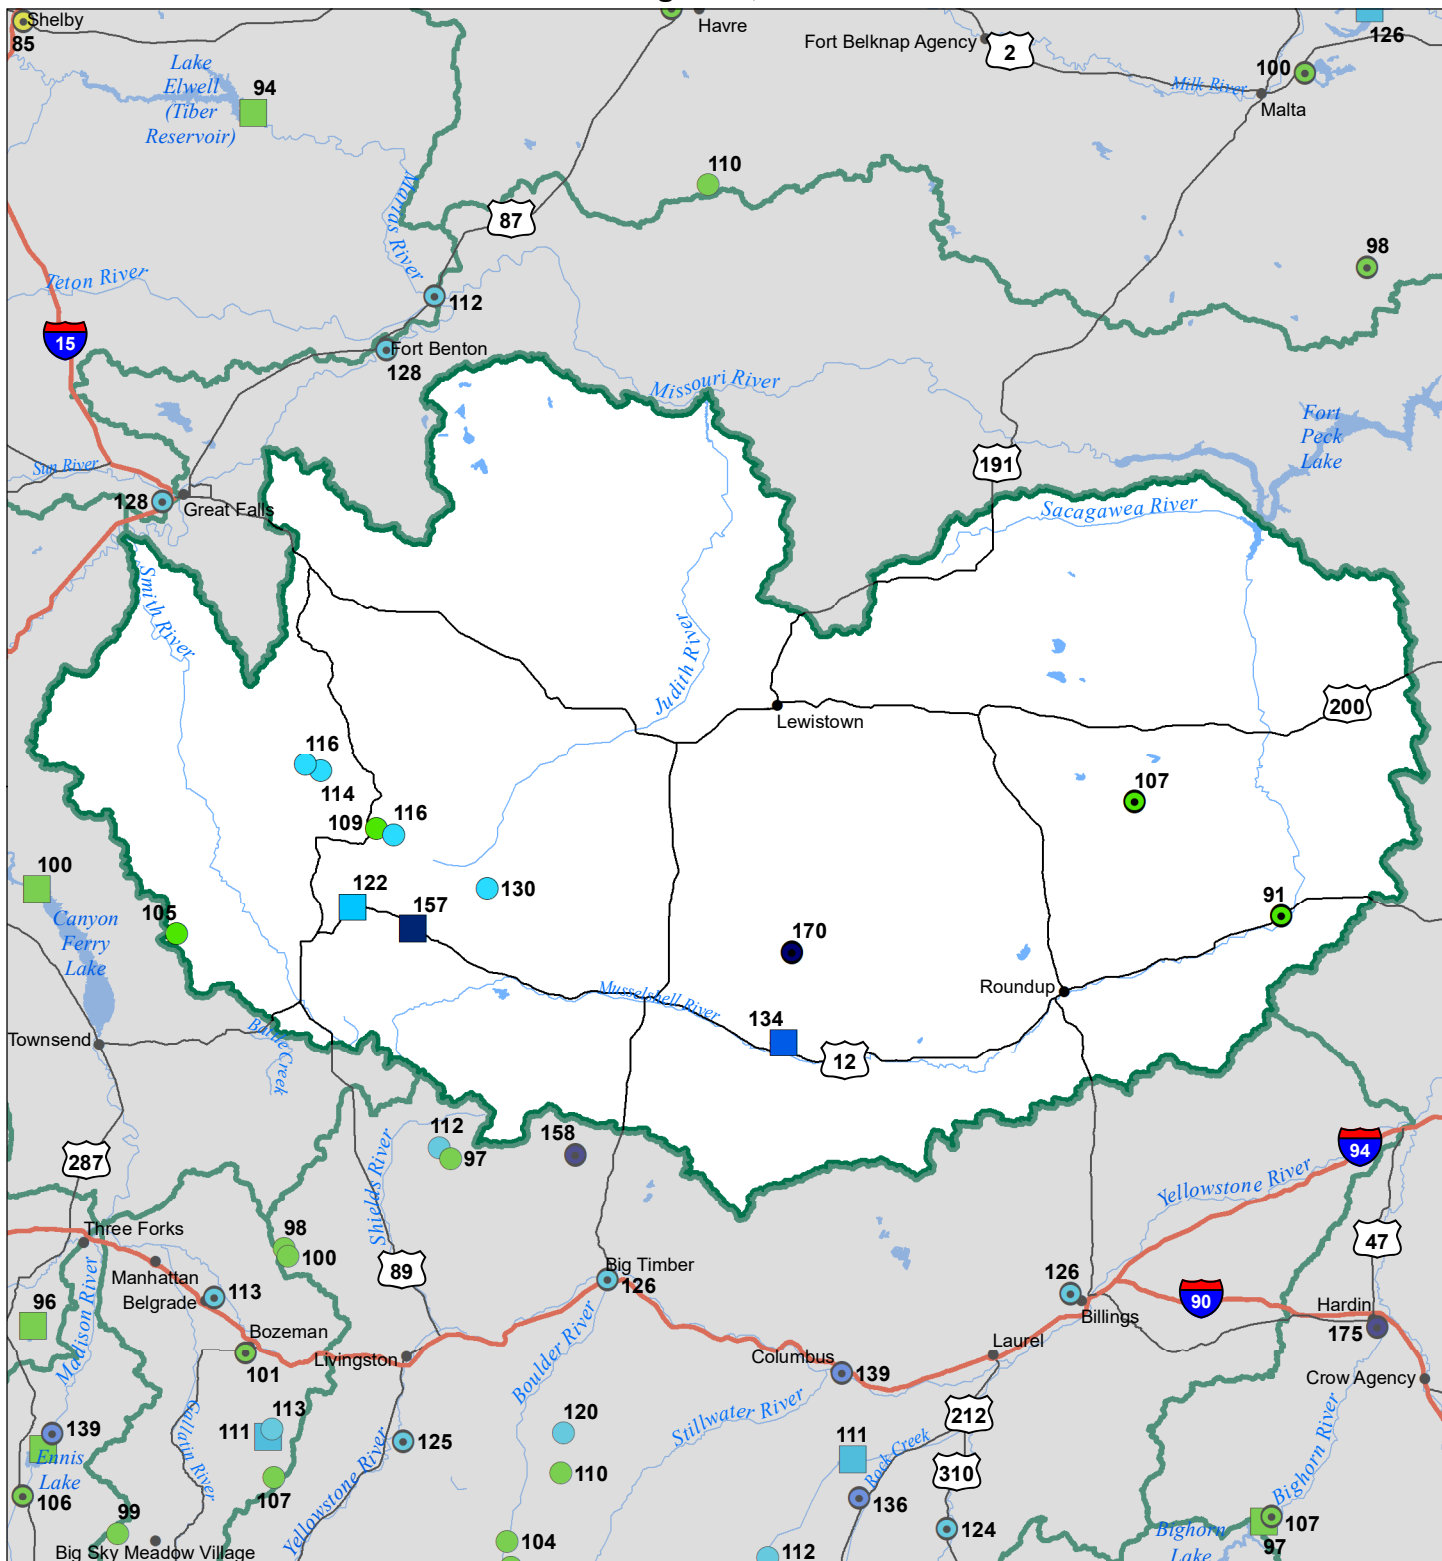 Shelby
85
Havre
Fort Belknap Agency
2
126
100
Milk River
Malta
Lake
Elwell
(Tiber
Reservoir)
94
110
Marias River
87
98
Teton River
112
15
Fort Benton
128
Missouri River
Fort
Peck
Lake
191
Sun River
128
Great Falls
Sacagawea River
Smith River
Judith River
Lewistown
200
116
114
109
116
107
100
Canyon
Ferry
Lake
105
122
157
130
91
170
Roundup
Musselshell River
134
12
Townsend
Battle Creek
287
112
97
158
Shields River
94
Yellowstone River
Three Forks
98
100
Manhattan
Belgrade
113
89
Big Timber
126
126
Billings
90
47
Hardin
175
96
Madison River
Bozeman
101
Livingston
Boulder River
Columbus
139
Laurel
Crow Agency
139
Ennis
Lake
106
113
111
107
Gallatin River
99
Big Sky Meadow Village
125
Yellowstone River
120
110
104
Stillwater River
111
Rock Creek
136
212
310
124
112
Bighorn River
107
97
Bighorn
Lake